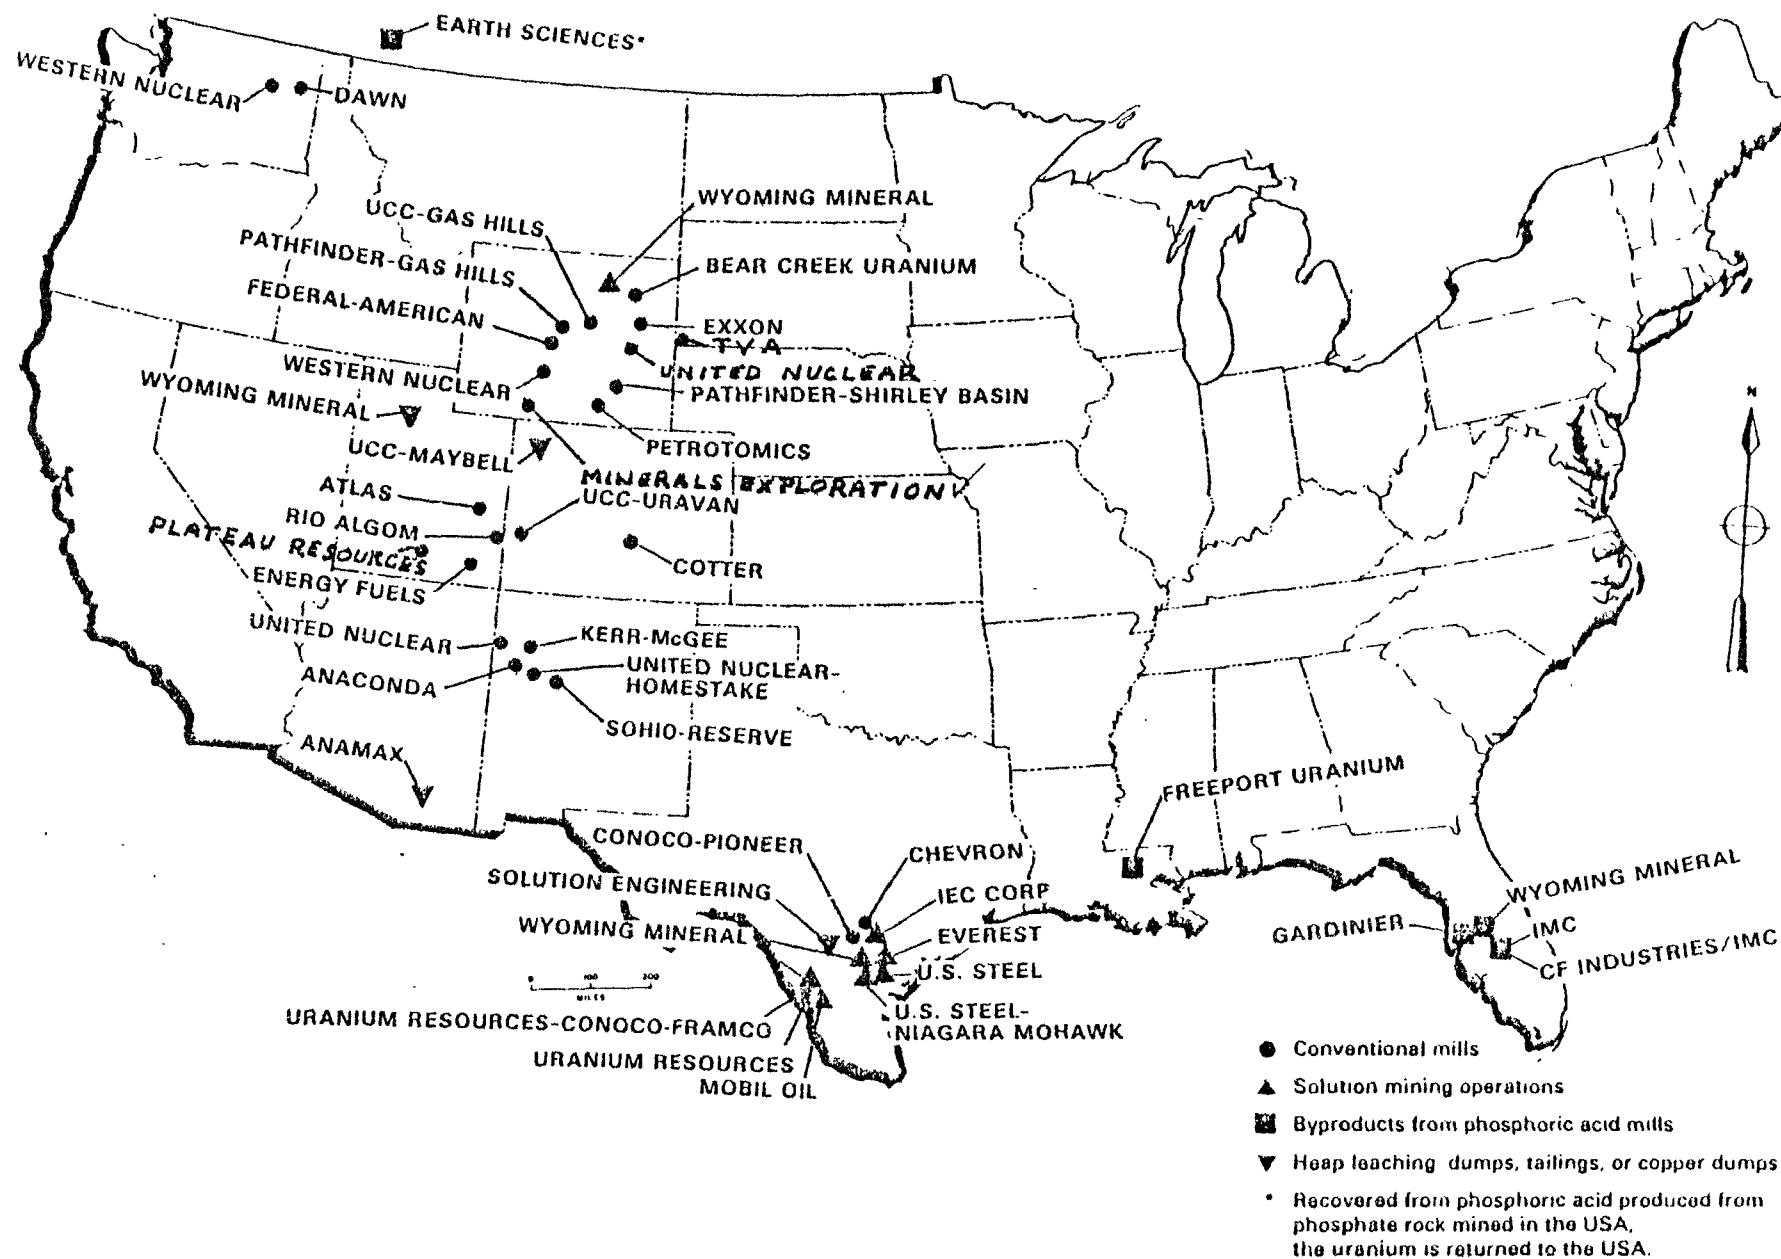 EARTH SCIENCES*
WESTERN NUCLEAR
DAWN
WYOMING MINERAL
UCC-GAS HILLS
PATHFINDER-GAS HILLS
BEAR CREEK URANIUM
FEDERAL-AMERICAN
EXXON
TVA
WESTERN NUCLEAR
UNITED NUCLEAR
WYOMING MINERAL
PATHFINDER-SHIRLEY BASIN
UCC-MAYBELL
PETROTOMICS
MINERALS EXPLORATION
ATLAS
UCC-URAVAN
RIO ALGOM
PLATEAU RESOURCES
COTTER
ENERGY FUELS
UNITED NUCLEAR
KERR-McGEE
ANACONDA
UNITED NUCLEAR-
HOMESTAKE
SOHIO-RESERVE
ANAMAX
FREEPORT URANIUM
CONOCO-PIONEER
CHEVRON
SOLUTION ENGINEERING
IEC CORP
WYOMING MINERAL
EVEREST
U.S. STEEL
WYOMING MINERAL
GARDINIER
IMC
CF INDUSTRIES/IMC
N
0 100 200
MILES
URANIUM RESOURCES-CONOCO-FRAMCO
U.S. STEEL-
NIAGARA MOHAWK
URANIUM RESOURCES
MOBIL OIL
Conventional mills
Solution mining operations
Byproducts from phosphoric acid mills
Heap leaching dumps, tailings, or copper dumps
* Recovered from phosphoric acid produced from
phosphate rock mined in the USA,
the uranium is returned to the USA.